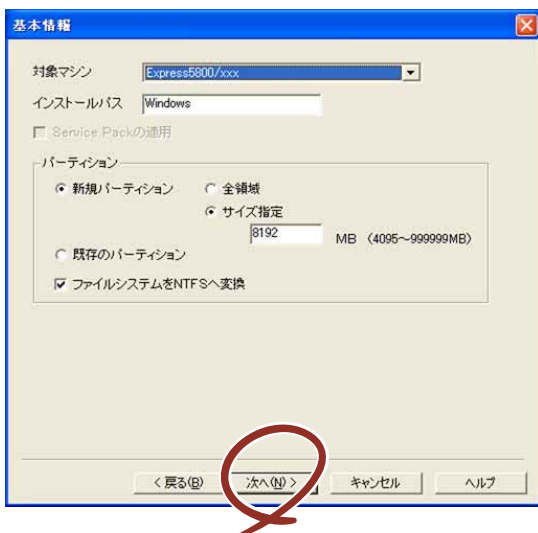 基本情報
対象マシン Express5800/xxx
インストールパス Windows
Service Packの適用
パーティション
新規パーティション 全領域
サイズ指定
8192 MB (4095~999999MB)
既存のパーティション
ファイルシステムをNTFSへ変換
< 戻る(B) 次へ(N) > キャンセル ヘルプ